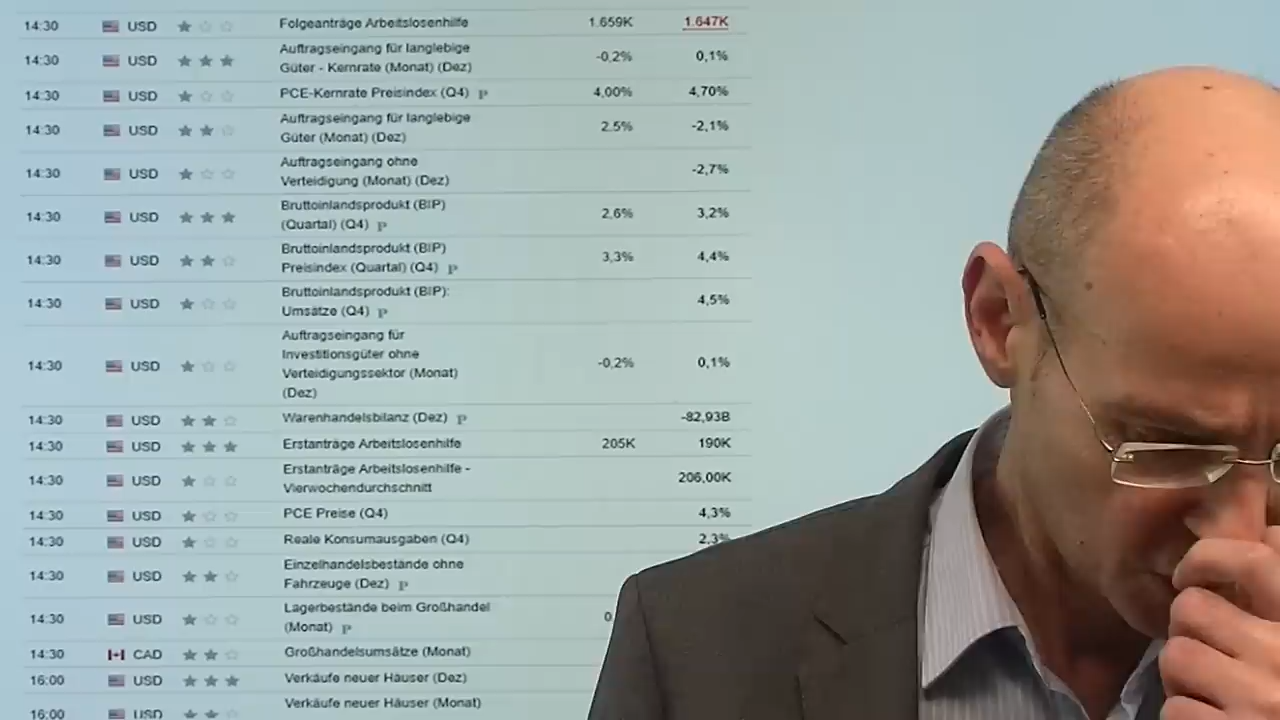 14:30 USD Folgeanträge Arbeitslosenhilfe 1.659K 1.647K
14:30 USD Auftragseingang für langlebige
Güter - Kernrate (Monat) (Dez) -0,2% 0,1%
14:30 USD PCE-Kernrate Preisindex (Q4) P 4,00% 4,70%
14:30 USD Auftragseingang für langlebige
Güter (Monat) (Dez) 2,5% -2,1%
14:30 USD Auftragseingang ohne
Verteidigung (Monat) (Dez) -2,7%
14:30 USD Bruttoinlandsprodukt (BIP)
(Quartal) (Q4) P 2,6% 3,2%
14:30 USD Bruttoinlandsprodukt (BIP)
Preisindex (Quartal) (Q4) P 3,3% 4,4%
14:30 USD Bruttoinlandsprodukt (BIP):
Umsätze (Q4) P 4,5%
14:30 USD Auftragseingang für
Investitionsgüter ohne
Verteidigungssektor (Monat)
(Dez) -0,2% 0,1%
14:30 USD Warenhandelsbilanz (Dez) P -82,93B
14:30 USD Erstanträge Arbeitslosenhilfe 205K 190K
14:30 USD Erstanträge Arbeitslosenhilfe -
Vierwochendurchschnitt 206,00K
14:30 USD PCE Preise (Q4) 4,3%
14:30 USD Reale Konsumausgaben (Q4) 2,3%
14:30 USD Einzelhandelsbestände ohne
Fahrzeuge (Dez) P
14:30 USD Lagerbestände beim Großhandel
(Monat) P 0
14:30 CAD Großhandelsumsätze (Monat)
16:00 USD Verkäufe neuer Häuser (Dez)
16:00 USD Verkäufe neuer Häuser (Monat)